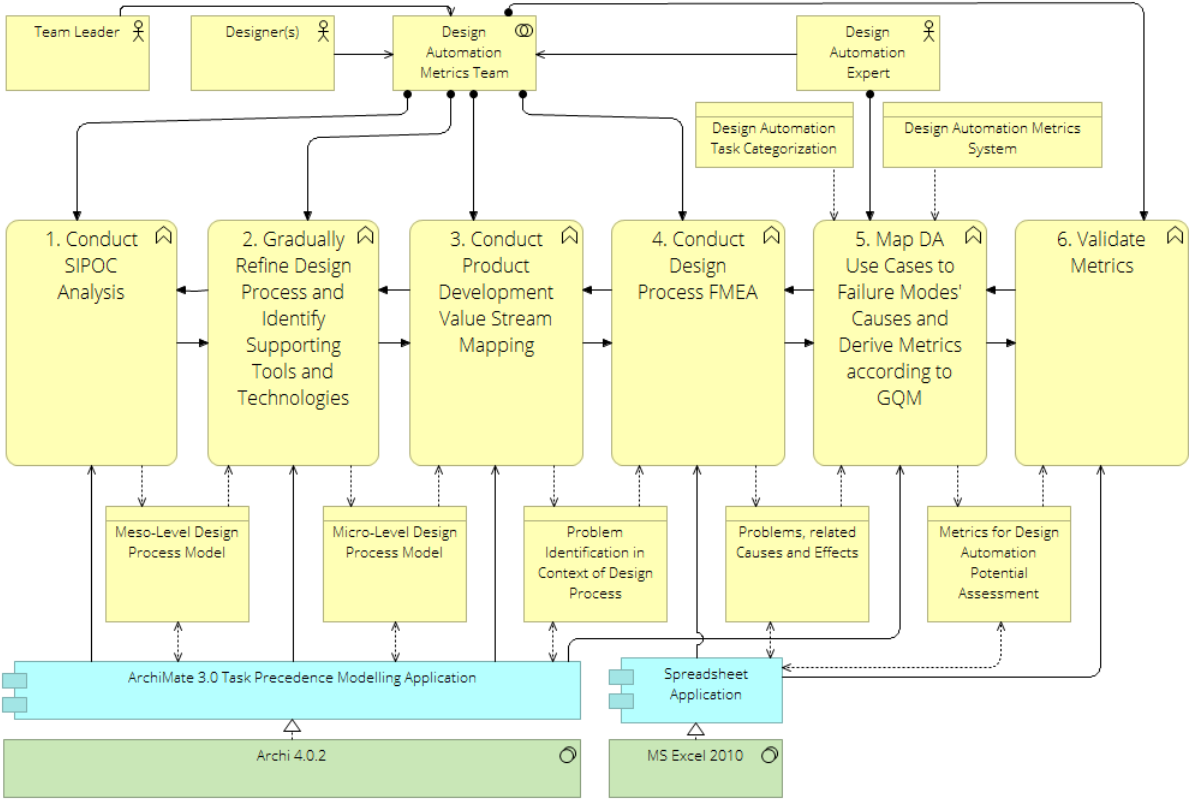 Team Leader
Designer(s)
Design
Automation
Metrics Team
Design
Automation
Expert
Design Automation
Task Categorization
Design Automation Metrics
System
1. Conduct
SIPOC
Analysis
2. Gradually
Refine Design
Process and
Identify
Supporting
Tools and
Technologies
3. Conduct
Product
Development
Value Stream
Mapping
4. Conduct
Design
Process FMEA
5. Map DA
Use Cases to
Failure Modes'
Causes and
Derive Metrics
according to
GQM
6. Validate
Metrics
Meso-Level Design
Process Model
Micro-Level Design
Process Model
Problem
Identification in
Context of Design
Process
Problems, related
Causes and Effects
Metrics for Design
Automation
Potential
Assessment
ArchiMate 3.0 Task Precedence Modelling Application
Spreadsheet
Application
Archi 4.0.2
MS Excel 2010